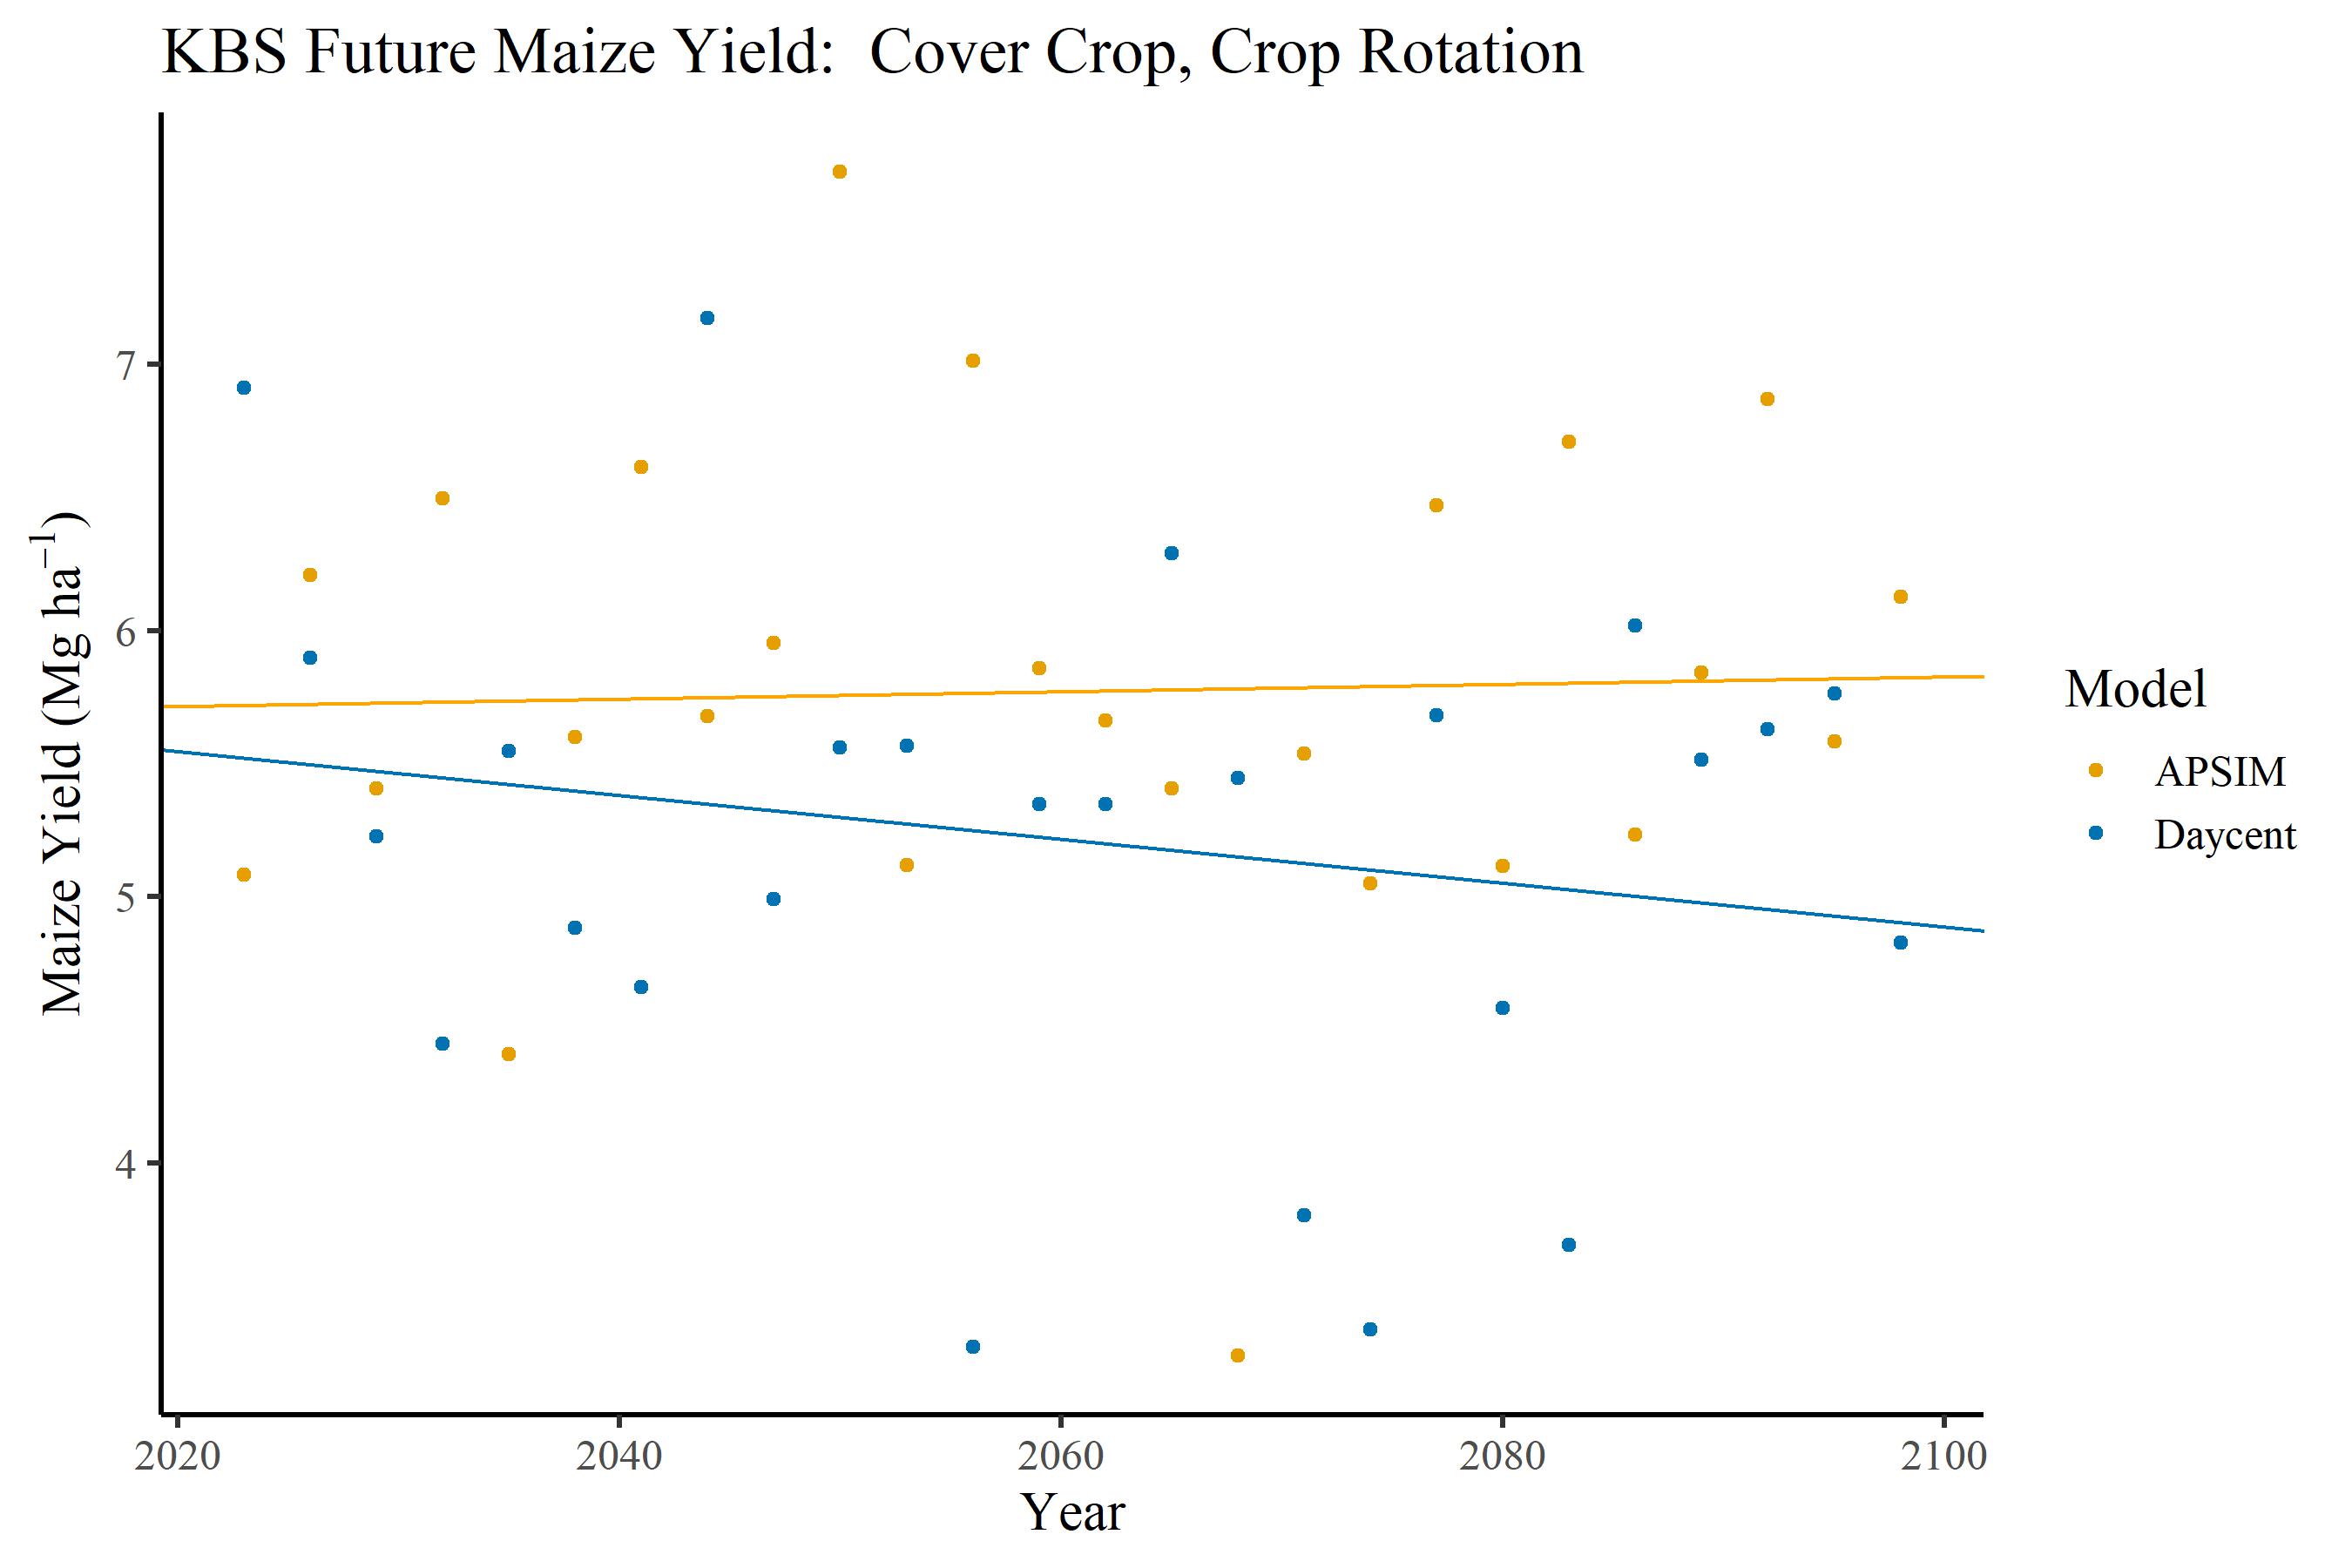 KBS Future Maize Yield:  Cover Crop, Crop Rotation
Maize Yield (Mg ha⁻¹)
7
6
5
4
2020 2040 2060 2080 2100
Year
Model
APSIM
Daycent